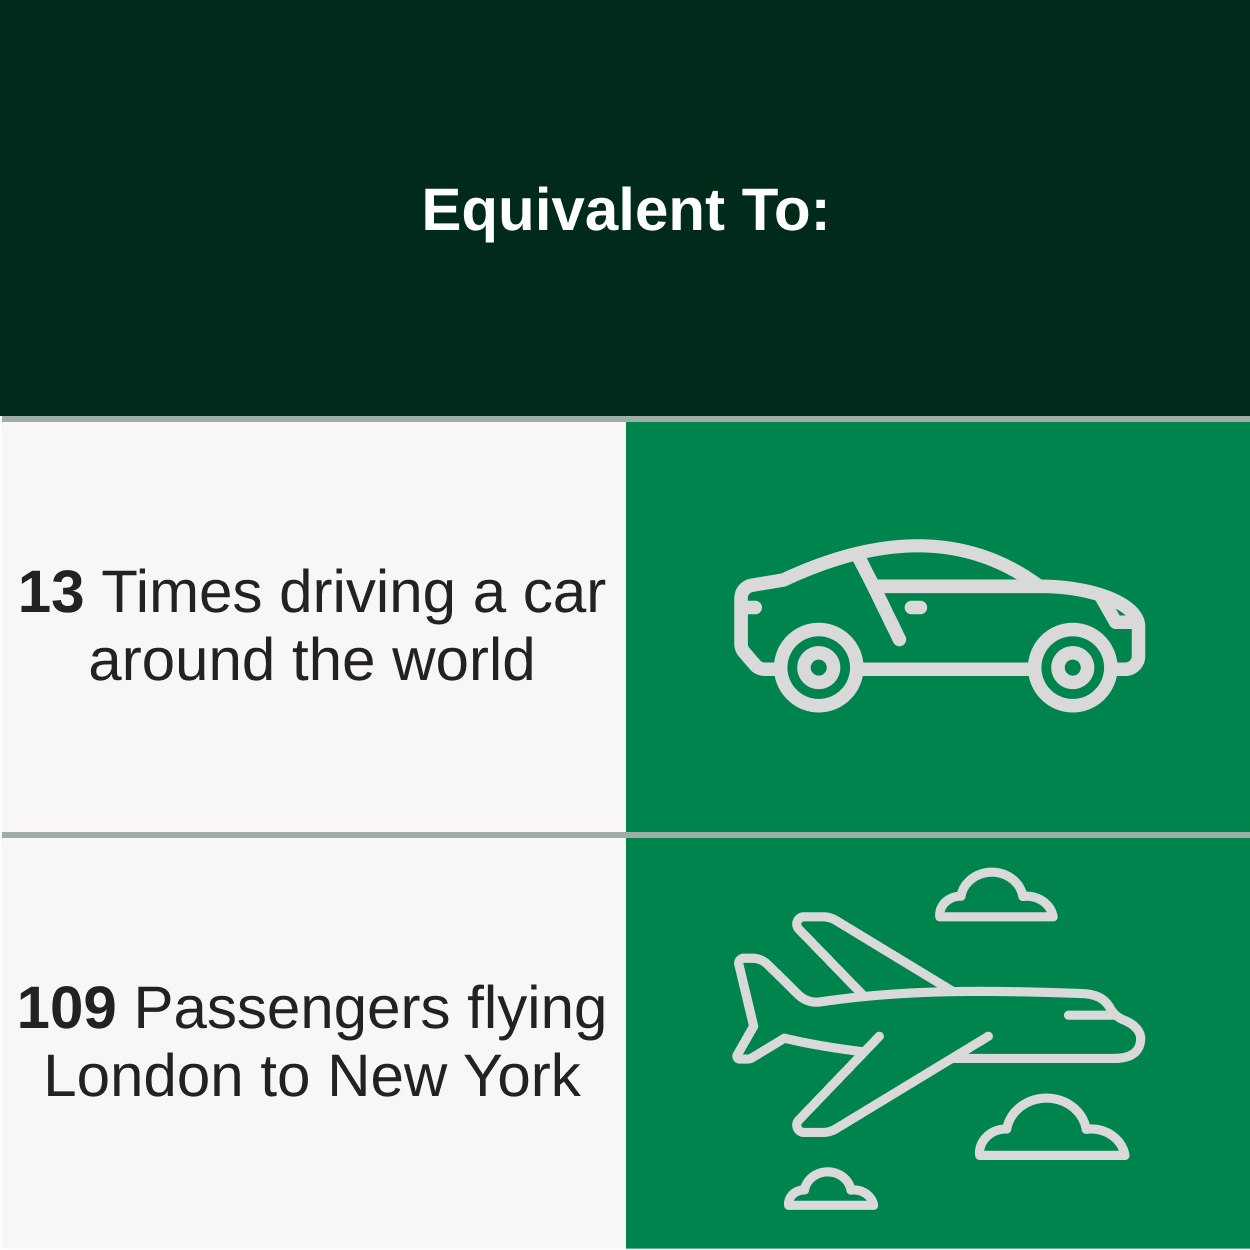 Equivalent To:
13 Times driving a car
around the world
109 Passengers flying
London to New York